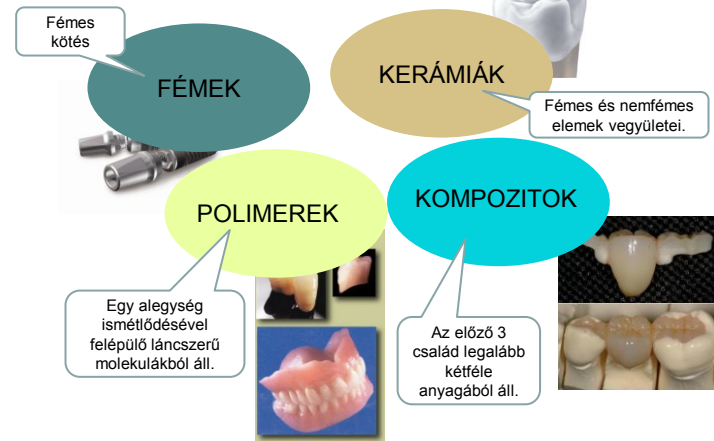 Fémes
kötés
FÉMEK
KERÁMIÁK
Fémes és nemfémes
elemek vegyületei.
POLIMEREK
KOMPOZITOK
Egy alegység
ismétlődésével
felépülő láncszerű
molekulákból áll.
Az előző 3
család legalább
kétféle
anyagából áll.